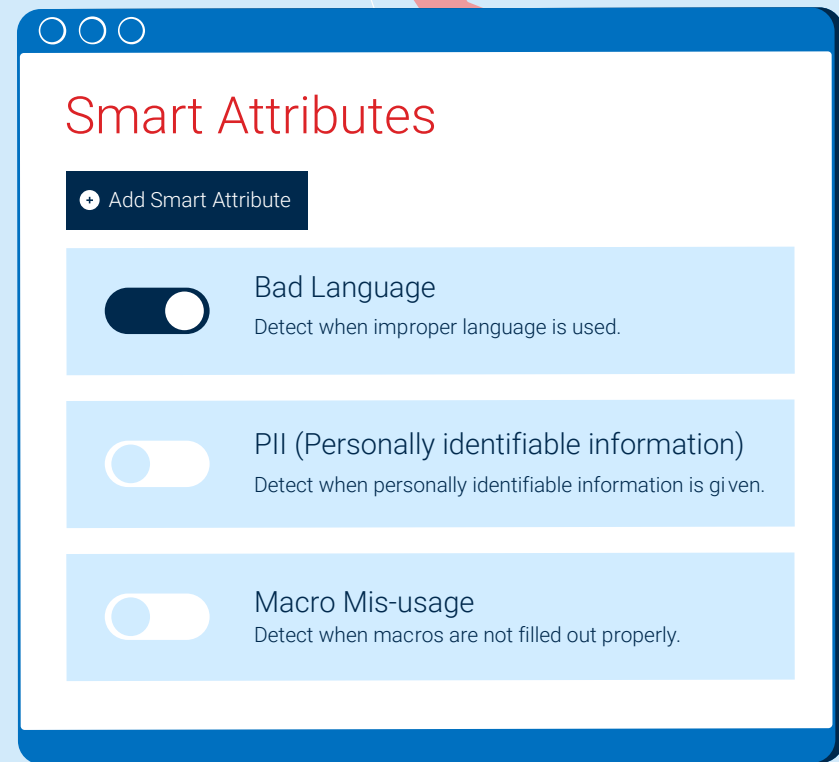 Smart Attributes
Add Smart Attribute
Bad Language
Detect when improper language is used.
PII (Personally identifiable information)
Detect when personally identifiable information is given.
Macro Mis-usage
Detect when macros are not filled out properly.